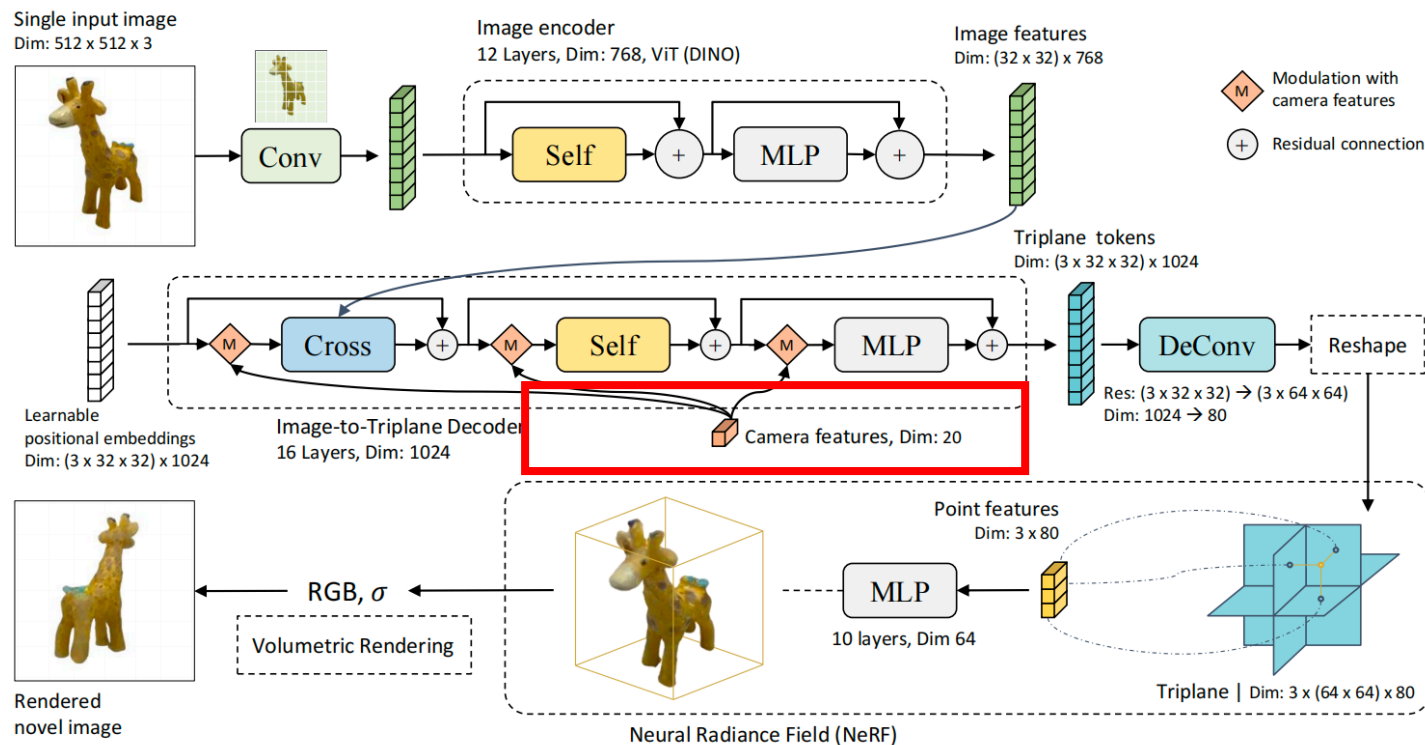 Single input image
Dim: 512 x 512 x 3
Image encoder
12 Layers, Dim: 768, ViT (DINO)
Image features
Dim: (32 x 32) x 768
M
Modulation with
camera features
+
Residual connection
Conv
Self
+
MLP
+
Triplane tokens
Dim: (3 x 32 x 32) x 1024
M
Cross
+
M
Self
+
M
MLP
+
DeConv
Reshape
Res: (3 x 32 x 32) → (3 x 64 x 64)
Dim: 1024 → 80
Learnable
positional embeddings
Dim: (3 x 32 x 32) x 1024
Image-to-Triplane Decoder
16 Layers, Dim: 1024
Camera features, Dim: 20
Point features
Dim: 3 x 80
MLP
10 layers, Dim 64
RGB, σ
Volumetric Rendering
Triplane | Dim: 3 x (64 x 64) x 80
Rendered
novel image
Neural Radiance Field (NeRF)